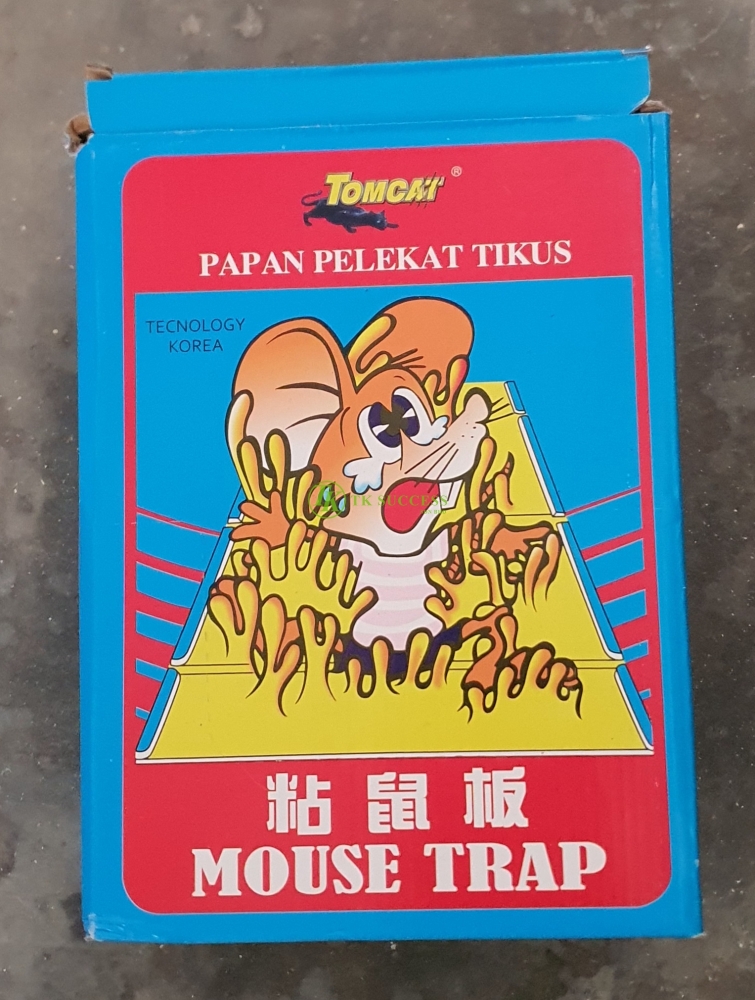 TOMCAT®
PAPAN PELEKAT TIKUS
TECNOLOGY
KOREA
TK SUCCESS
粘鼠板
MOUSE TRAP